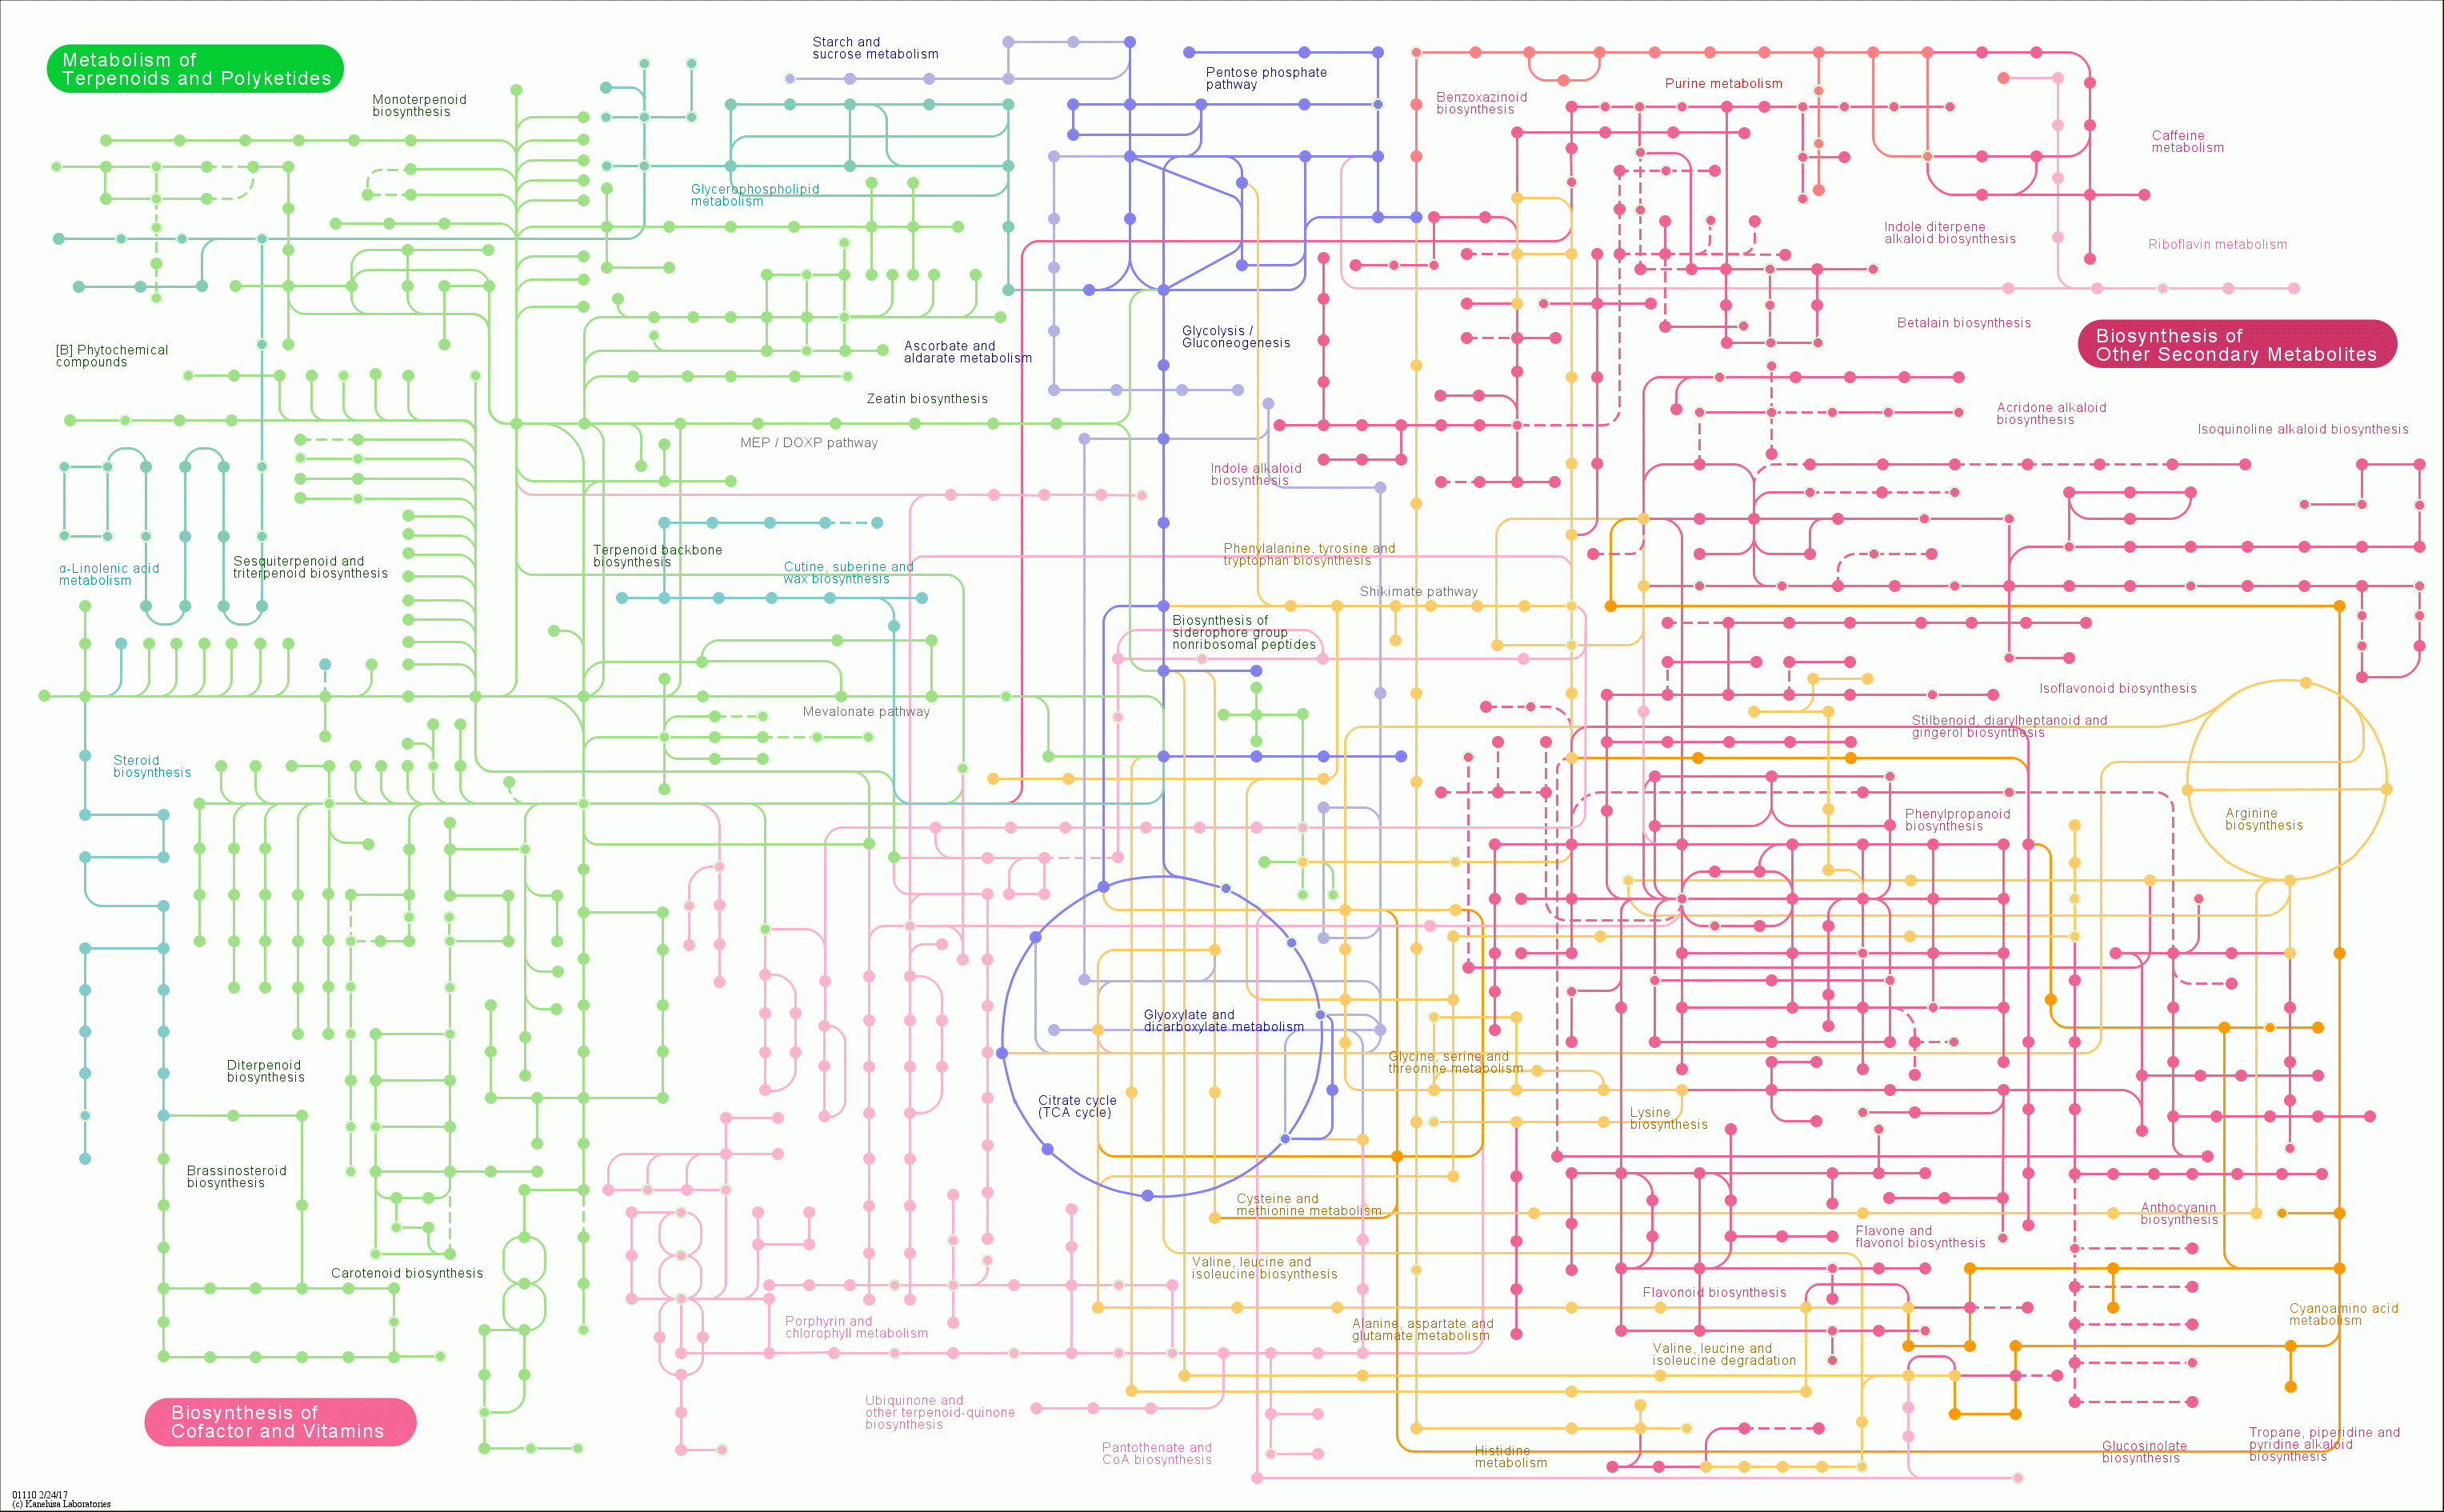 Metabolism of
Terpenoids and Polyketides
Starch and
sucrose metabolism
Pentose phosphate
pathway
Purine metabolism
Monoterpenoid
biosynthesis
Benzoxazinoid
biosynthesis
Caffeine
metabolism
Glycerophospholipid
metabolism
Indole diterpene
alkaloid biosynthesis
Riboflavin metabolism
Glycolysis /
Gluconeogenesis
Betalain biosynthesis
Biosynthesis of
Other Secondary Metabolites
[B] Phytochemical
compounds
Ascorbate and
aldarate metabolism
Zeatin biosynthesis
Acridone alkaloid
biosynthesis
Isoquinoline alkaloid biosynthesis
MEP / DOXP pathway
Indole alkaloid
biosynthesis
α-Linolenic acid
metabolism
Sesquiterpenoid and
triterpenoid biosynthesis
Terpenoid backbone
biosynthesis
Cutine, suberine and
wax biosynthesis
Phenylalanine, tyrosine and
tryptophan biosynthesis
Shikimate pathway
Biosynthesis of
siderophore group
nonribosomal peptides
Isoflavonoid biosynthesis
Mevalonate pathway
Stilbenoid, diarylheptanoid and
gingerol biosynthesis
Steroid
biosynthesis
Phenylpropanoid
biosynthesis
Arginine
biosynthesis
Glyoxylate and
dicarboxylate metabolism
Diterpenoid
biosynthesis
Glycine, serine and
threonine metabolism
Citrate cycle
(TCA cycle)
Lysine
biosynthesis
Brassinosteroid
biosynthesis
Cysteine and
methionine metabolism
Anthocyanin
biosynthesis
Flavone and
flavonol biosynthesis
Carotenoid biosynthesis
Valine, leucine and
isoleucine biosynthesis
Flavonoid biosynthesis
Porphyrin and
chlorophyll metabolism
Alanine, aspartate and
glutamate metabolism
Cyanoamino acid
metabolism
Valine, leucine and
isoleucine degradation
Biosynthesis of
Cofactor and Vitamins
Ubiquinone and
other terpenoid-quinone
biosynthesis
Pantothenate and
CoA biosynthesis
Histidine
metabolism
Glucosinolate
biosynthesis
Tropane, piperidine and
pyridine alkaloid
biosynthesis
01110 2/24/17
(c) Kanehisa Laboratories